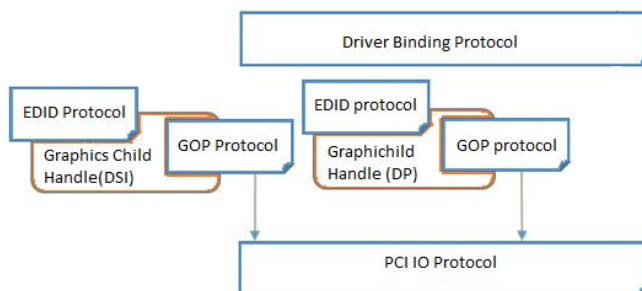 Driver Binding Protocol
EDID Protocol
GOP Protocol
Graphics Child
Handle(DSI)
EDID protocol
GOP protocol
Graphichild
Handle (DP)
PCI IO Protocol